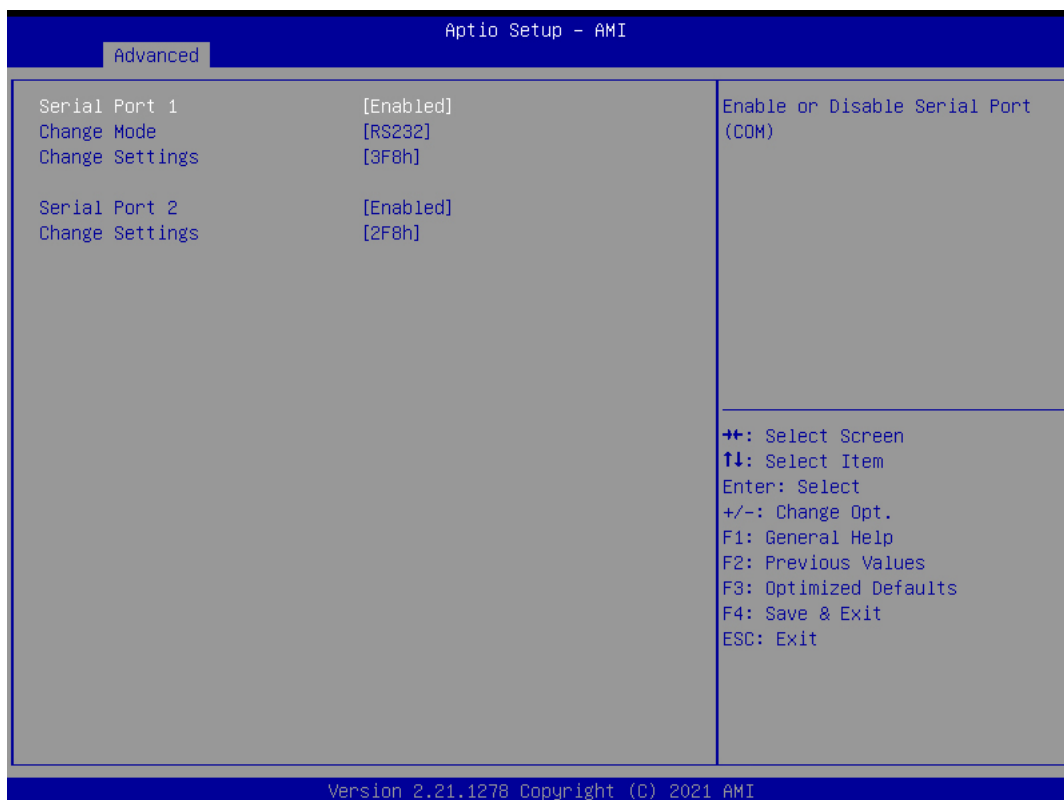 Aptio Setup – AMI
Advanced
Serial Port 1 [Enabled]
Change Mode [RS232]
Change Settings [3F8h]
Serial Port 2 [Enabled]
Change Settings [2F8h]
Enable or Disable Serial Port
(COM)
→←: Select Screen
↑↓: Select Item
Enter: Select
+/-: Change Opt.
F1: General Help
F2: Previous Values
F3: Optimized Defaults
F4: Save & Exit
ESC: Exit
Version 2.21.1278 Copyright (C) 2021 AMI